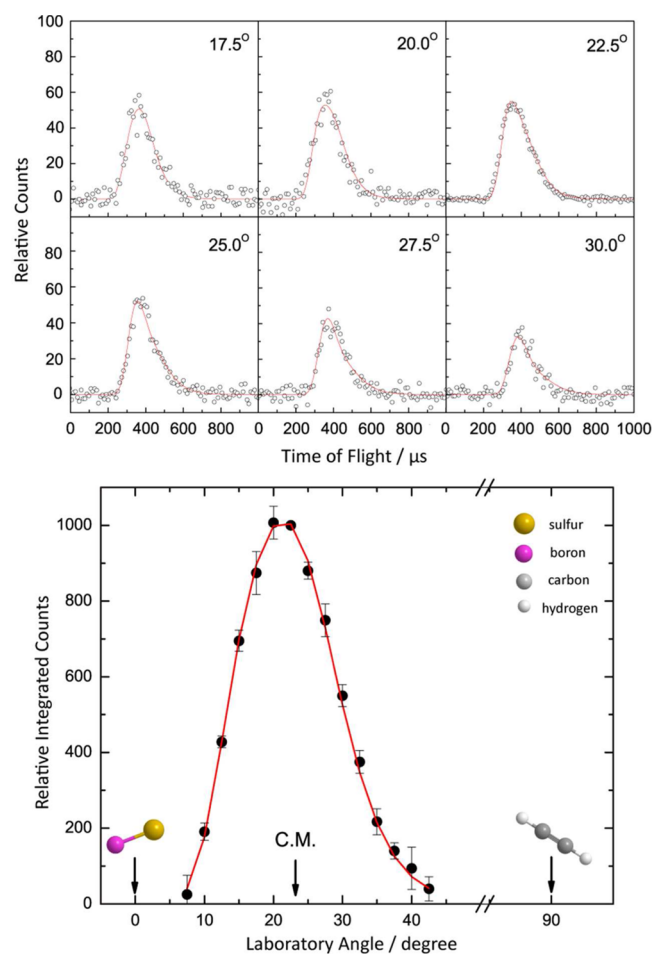 100
80
60
40
20
0
Relative Counts
17.5°
20.0°
22.5°
80
60
40
20
0
25.0°
27.5°
30.0°
0 200 400 600 800 0 200 400 600 800 0 200 400 600 800 1000
Time of Flight / μs
1000
800
600
400
200
0
Relative Integrated Counts
sulfur
boron
carbon
hydrogen
C.M.
0 10 20 30 40 90
Laboratory Angle / degree